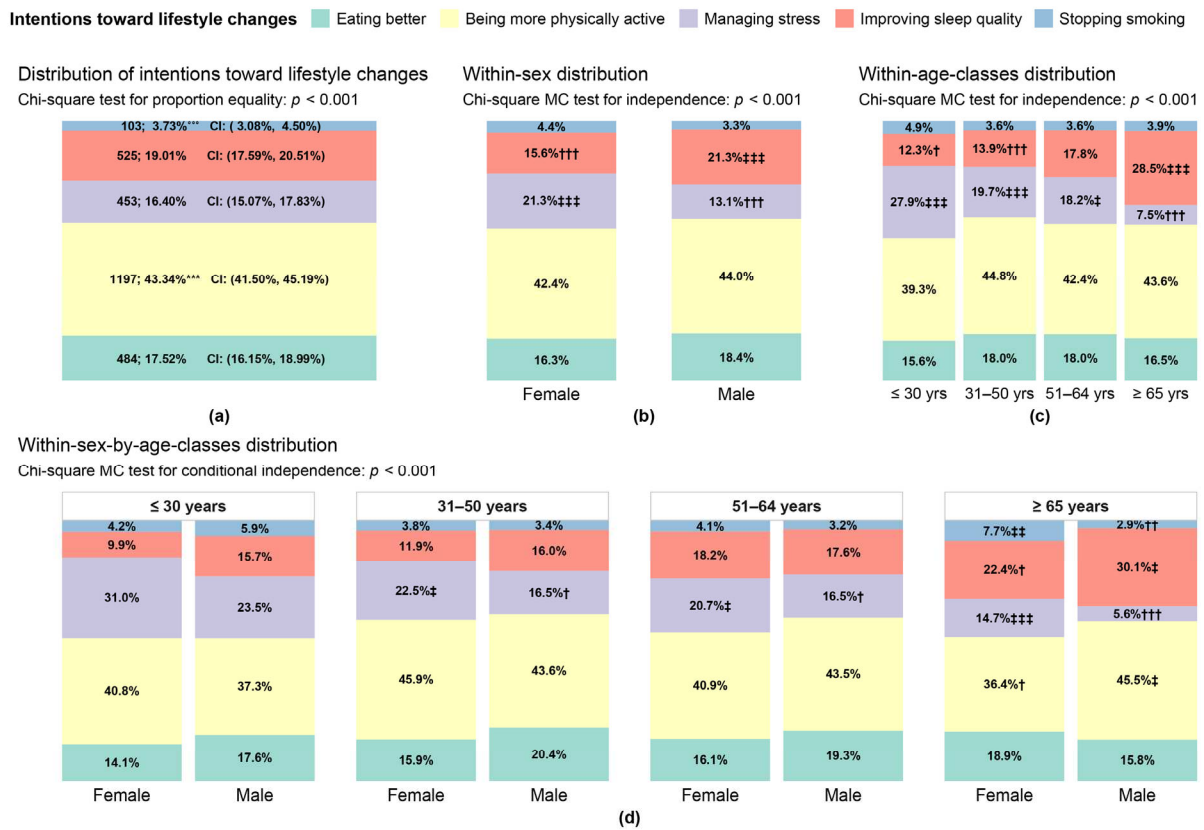 Intentions toward lifestyle changes Eating better Being more physically active Managing stress Improving sleep quality Stopping smoking
Distribution of intentions toward lifestyle changes
Chi-square test for proportion equality: p < 0.001
103; 3.73%°°° CI: ( 3.08%, 4.50%)
525; 19.01% CI: (17.59%, 20.51%)
453; 16.40% CI: (15.07%, 17.83%)
1197; 43.34%*** CI: (41.50%, 45.19%)
484; 17.52% CI: (16.15%, 18.99%)
(a)
Within-sex distribution
Chi-square MC test for independence: p < 0.001
4.4% 3.3%
15.6%††† 21.3%‡‡‡
21.3%‡‡‡ 13.1%†††
42.4% 44.0%
16.3% 18.4%
Female Male
(b)
Within-age-classes distribution
Chi-square MC test for independence: p < 0.001
4.9% 3.6% 3.6% 3.9%
12.3%† 13.9%††† 17.8% 28.5%‡‡‡
27.9%‡‡‡ 19.7%‡‡‡ 18.2%‡ 7.5%†††
39.3% 44.8% 42.4% 43.6%
15.6% 18.0% 18.0% 16.5%
≤ 30 yrs 31–50 yrs 51–64 yrs ≥ 65 yrs
(c)
Within-sex-by-age-classes distribution
Chi-square MC test for conditional independence: p < 0.001
≤ 30 years 31–50 years 51–64 years ≥ 65 years
4.2% 5.9% 3.8% 3.4% 4.1% 3.2% 7.7%‡‡ 2.9%††
9.9% 15.7% 11.9% 16.0% 18.2% 17.6% 22.4%† 30.1%‡
31.0% 23.5% 22.5%‡ 16.5%† 20.7%‡ 16.5%† 14.7%‡‡‡ 5.6%†††
40.8% 37.3% 45.9% 43.6% 40.9% 43.5% 36.4%† 45.5%‡
14.1% 17.6% 15.9% 20.4% 16.1% 19.3% 18.9% 15.8%
Female Male Female Male Female Male Female Male
(d)